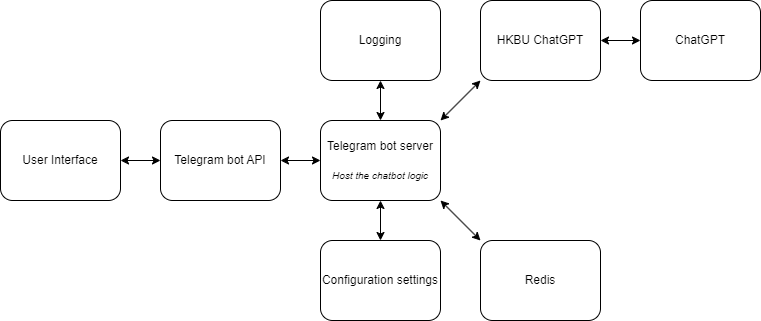 Logging
HKBU ChatGPT
ChatGPT
User Interface
Telegram bot API
Telegram bot server
Host the chatbot logic
Configuration settings
Redis